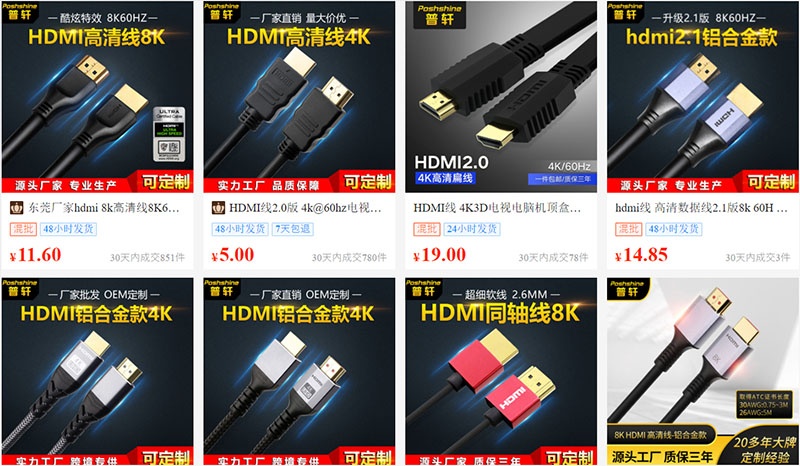 Poshshine
普轩
酷炫特效 8K60HZ
HDMI高清线8K
ULTRA
Certified Cable
HDMI
ULTRA
HIGH SPEED
源头厂家 专业生产
可定制
Poshshine
普轩
厂家直销 量大价优
HDMI高清线4K
实力工厂 品质保障
可定制
Poshshine
普轩
HDMI
HDMI2.0
4K高清扁线
4K/60Hz
一件包邮/质保三年
Poshshine
普轩
升级2.1版 8K60HZ
hdmi2.1铝合金款
HDMI
源头厂家 专业生产
可定制
东莞厂家hdmi 8k高清线8K6...
混批
48小时发货
¥11.60
30天内成交851件
HDMI线2.0版 4k@60hz电视...
48小时发货
7天包退
¥5.00
30天内成交780件
HDMI线 4K3D电视电脑机顶盒...
混批
24小时发货
¥19.00
30天内成交78件
hdmi线 高清数据线2.1版8k 60H ...
混批
48小时发货
¥14.85
30天内成交3件
Poshshine
普轩
厂家批发 OEM定制
HDMI铝合金款4K
实力工厂 跨境专供
可定制
Poshshine
普轩
厂家直销 OEM定制
HDMI铝合金款4K
HDMI
实力工厂 跨境专供
可定制
Poshshine
普轩
超细软线 2.6MM
HDMI同轴线8K
HDMI
源头厂家 质保三年
可定制
Poshshine
普轩
HDMI
8K
取得ATC证书长度
30AWG:0.75~3M
26AWG:5M
8K HDMI 高清线-铝合金款
源头工厂 质保三年
20多年大牌
定制经验